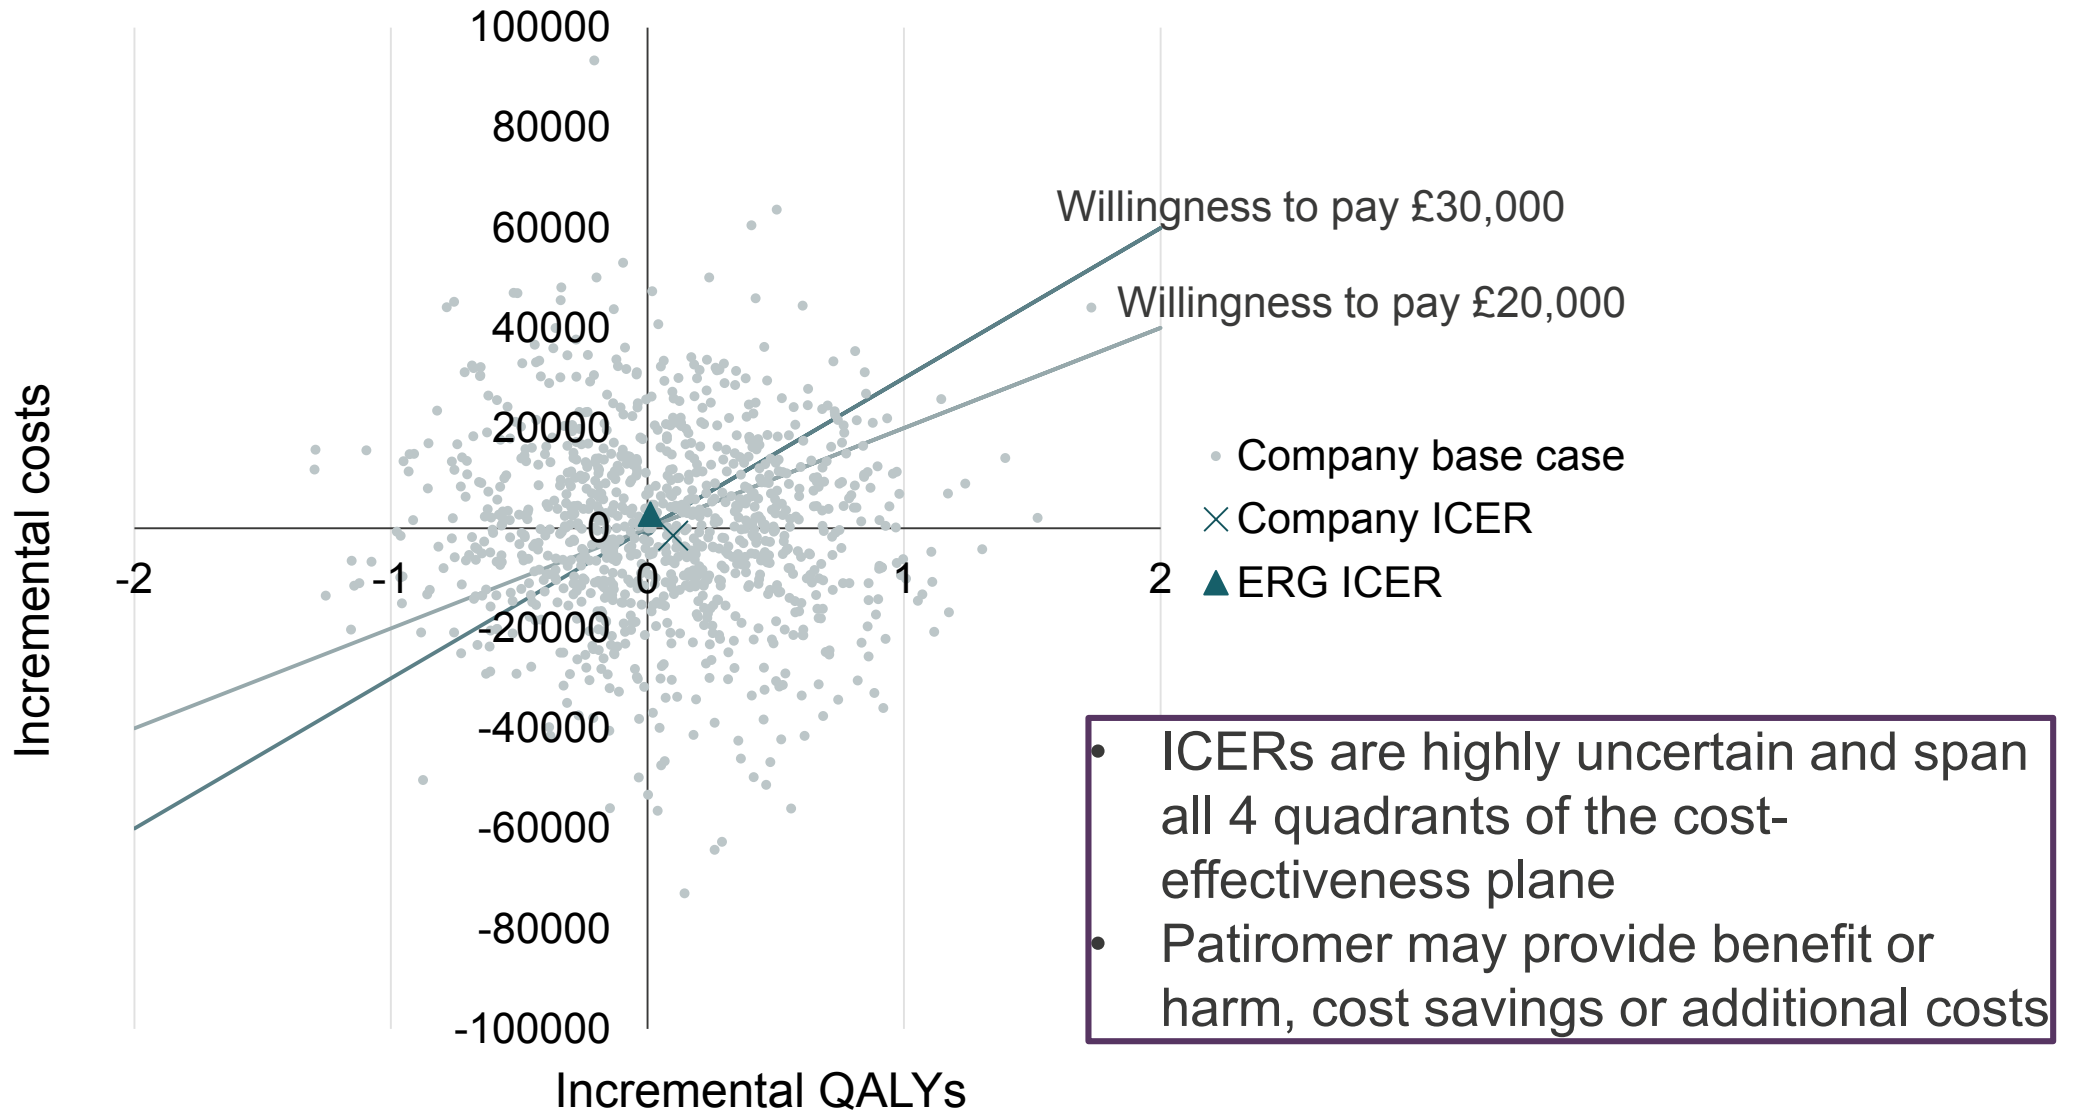 100000
80000
60000
40000
20000
0
-20000
-40000
-60000
-80000
-100000
-2
-1
0
1
2
Incremental costs
Incremental QALYs
Willingness to pay £30,000
Willingness to pay £20,000
Company base case
Company ICER
ERG ICER
• ICERs are highly uncertain and span
all 4 quadrants of the cost-
effectiveness plane
• Patiromer may provide benefit or
harm, cost savings or additional costs